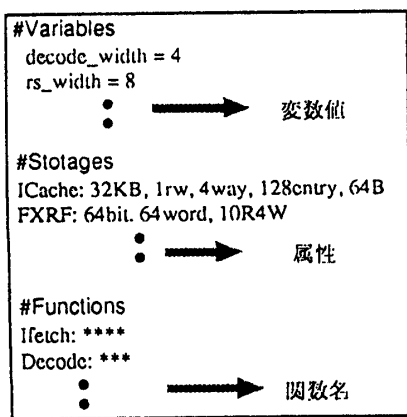 #Variables
decode_width = 4
rs_width = 8
変数値
#Stotages
ICache: 32KB, 1rw, 4way, 128cntry, 64B
FXRF: 64bit. 64word, 10R4W
属性
#Functions
Ifetch: ****
Decode: ***
関数名